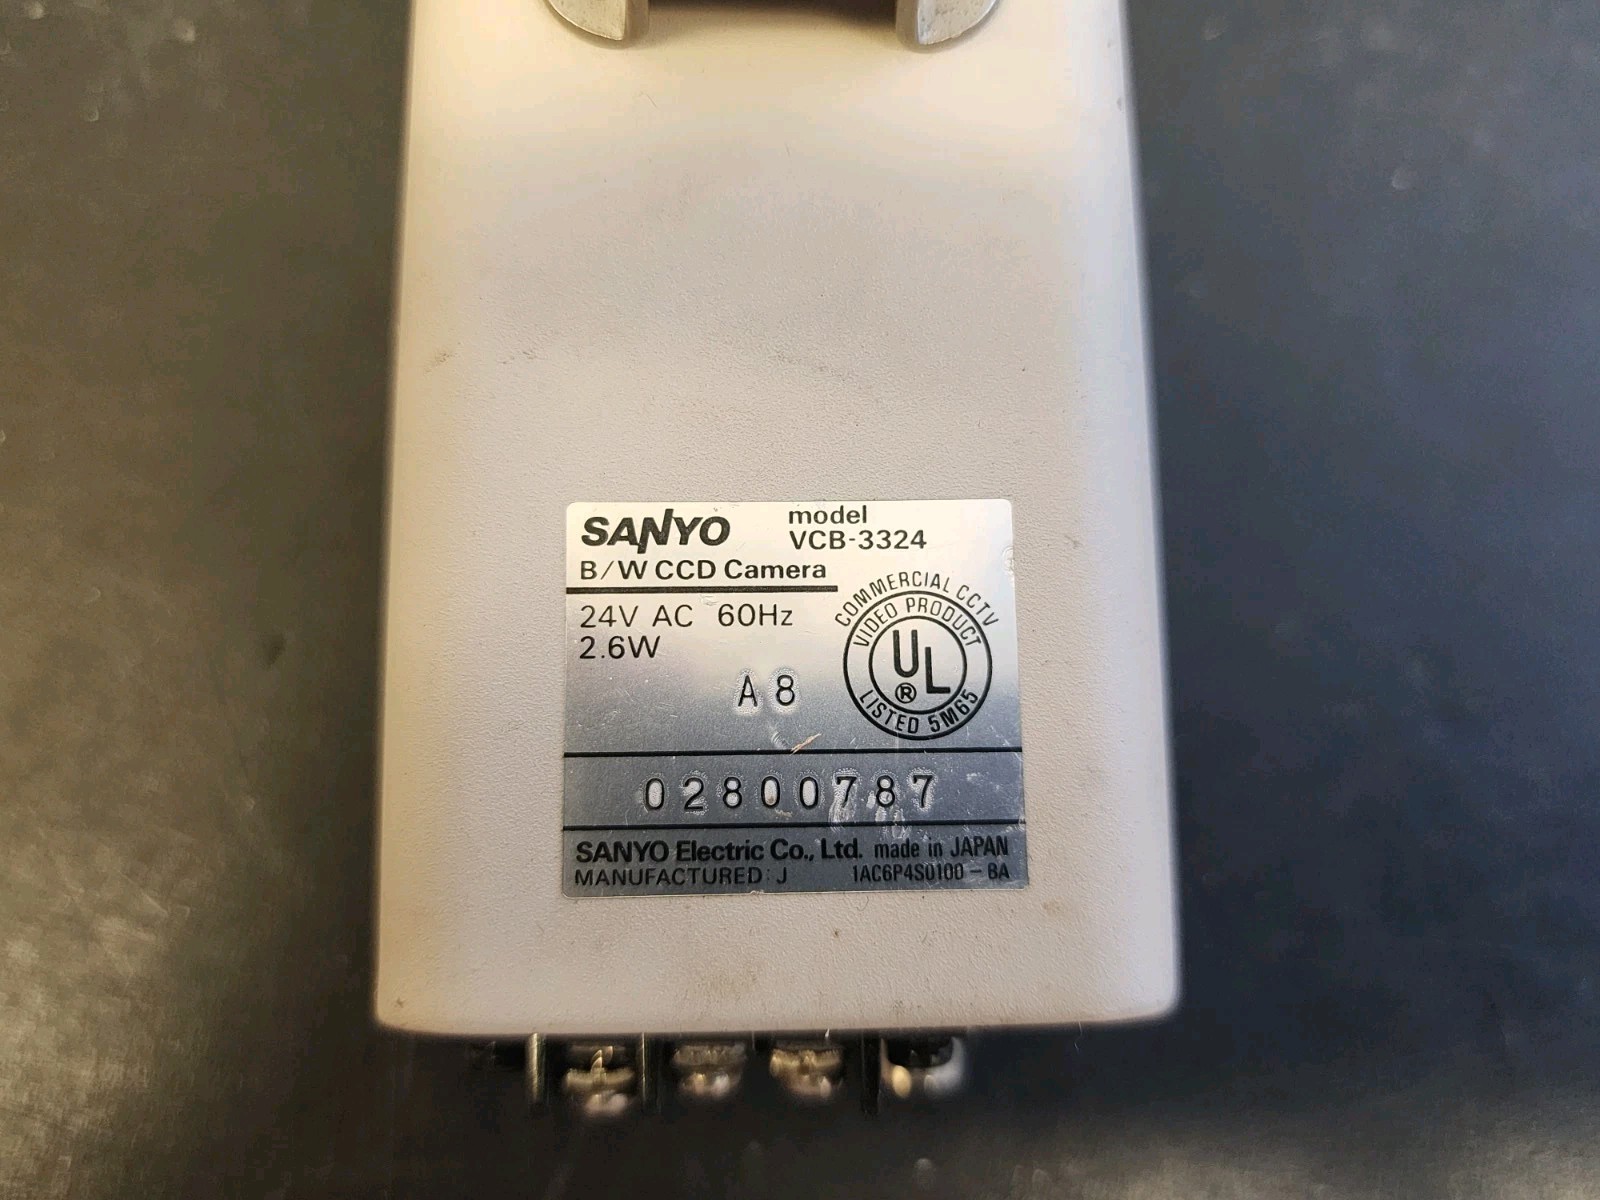 SANYO model
VCB-3324
B/W CCD Camera
24V AC 60Hz
2.6W
COMMERCIAL CCTV
VIDEO PRODUCT
UL
®
LISTED 5M65
A8
02800787
SANYO Electric Co., Ltd. made in JAPAN
MANUFACTURED: J 1AC6P4S0100-BA